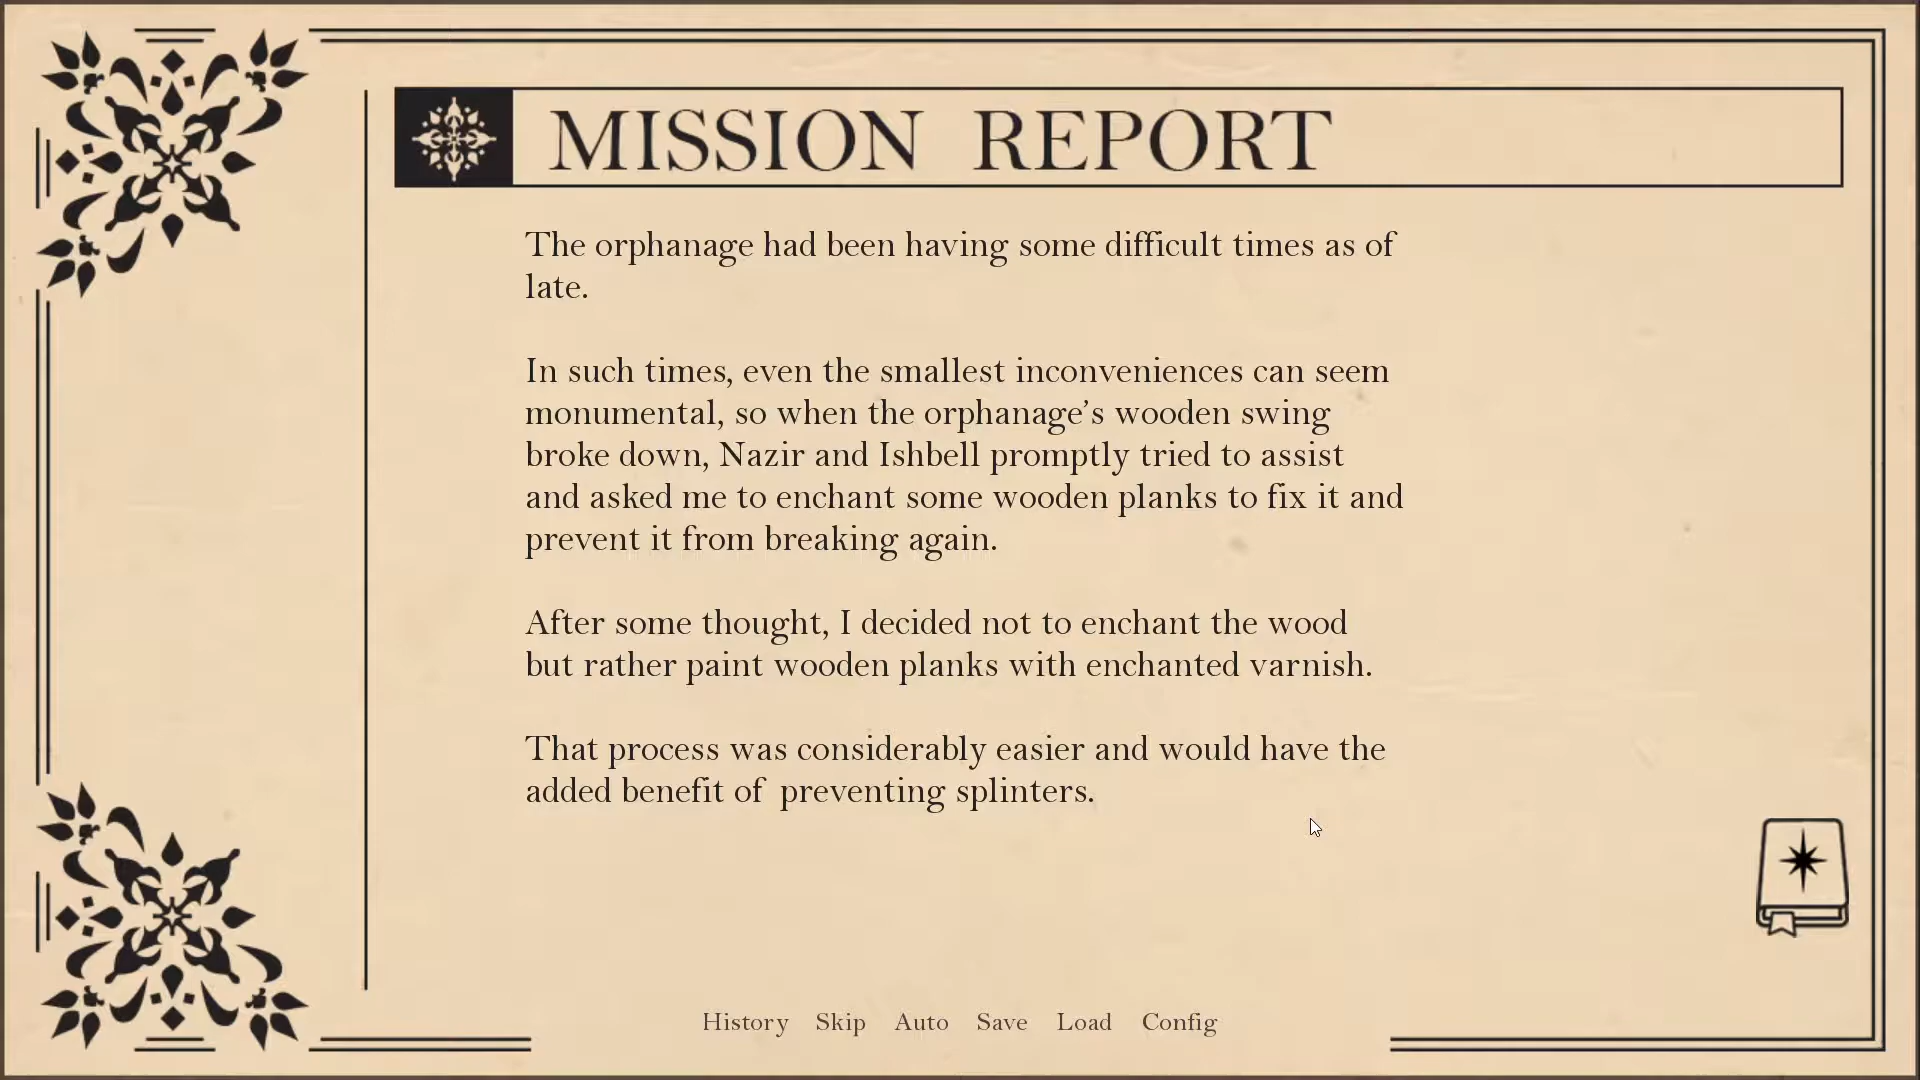 MISSION REPORT
The orphanage had been having some difficult times as of
late.
In such times, even the smallest inconveniences can seem
monumental, so when the orphanage’s wooden swing
broke down, Nazir and Ishbell promptly tried to assist
and asked me to enchant some wooden planks to fix it and
prevent it from breaking again.
After some thought, I decided not to enchant the wood
but rather paint wooden planks with enchanted varnish.
That process was considerably easier and would have the
added benefit of  preventing splinters.
History Skip Auto Save Load Config